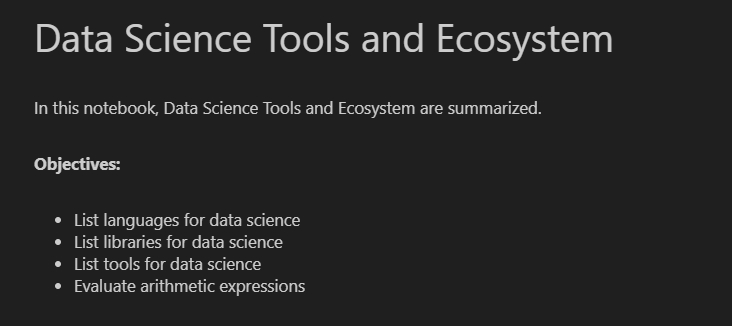 Data Science Tools and Ecosystem
In this notebook, Data Science Tools and Ecosystem are summarized.
Objectives:
• List languages for data science
• List libraries for data science
• List tools for data science
• Evaluate arithmetic expressions